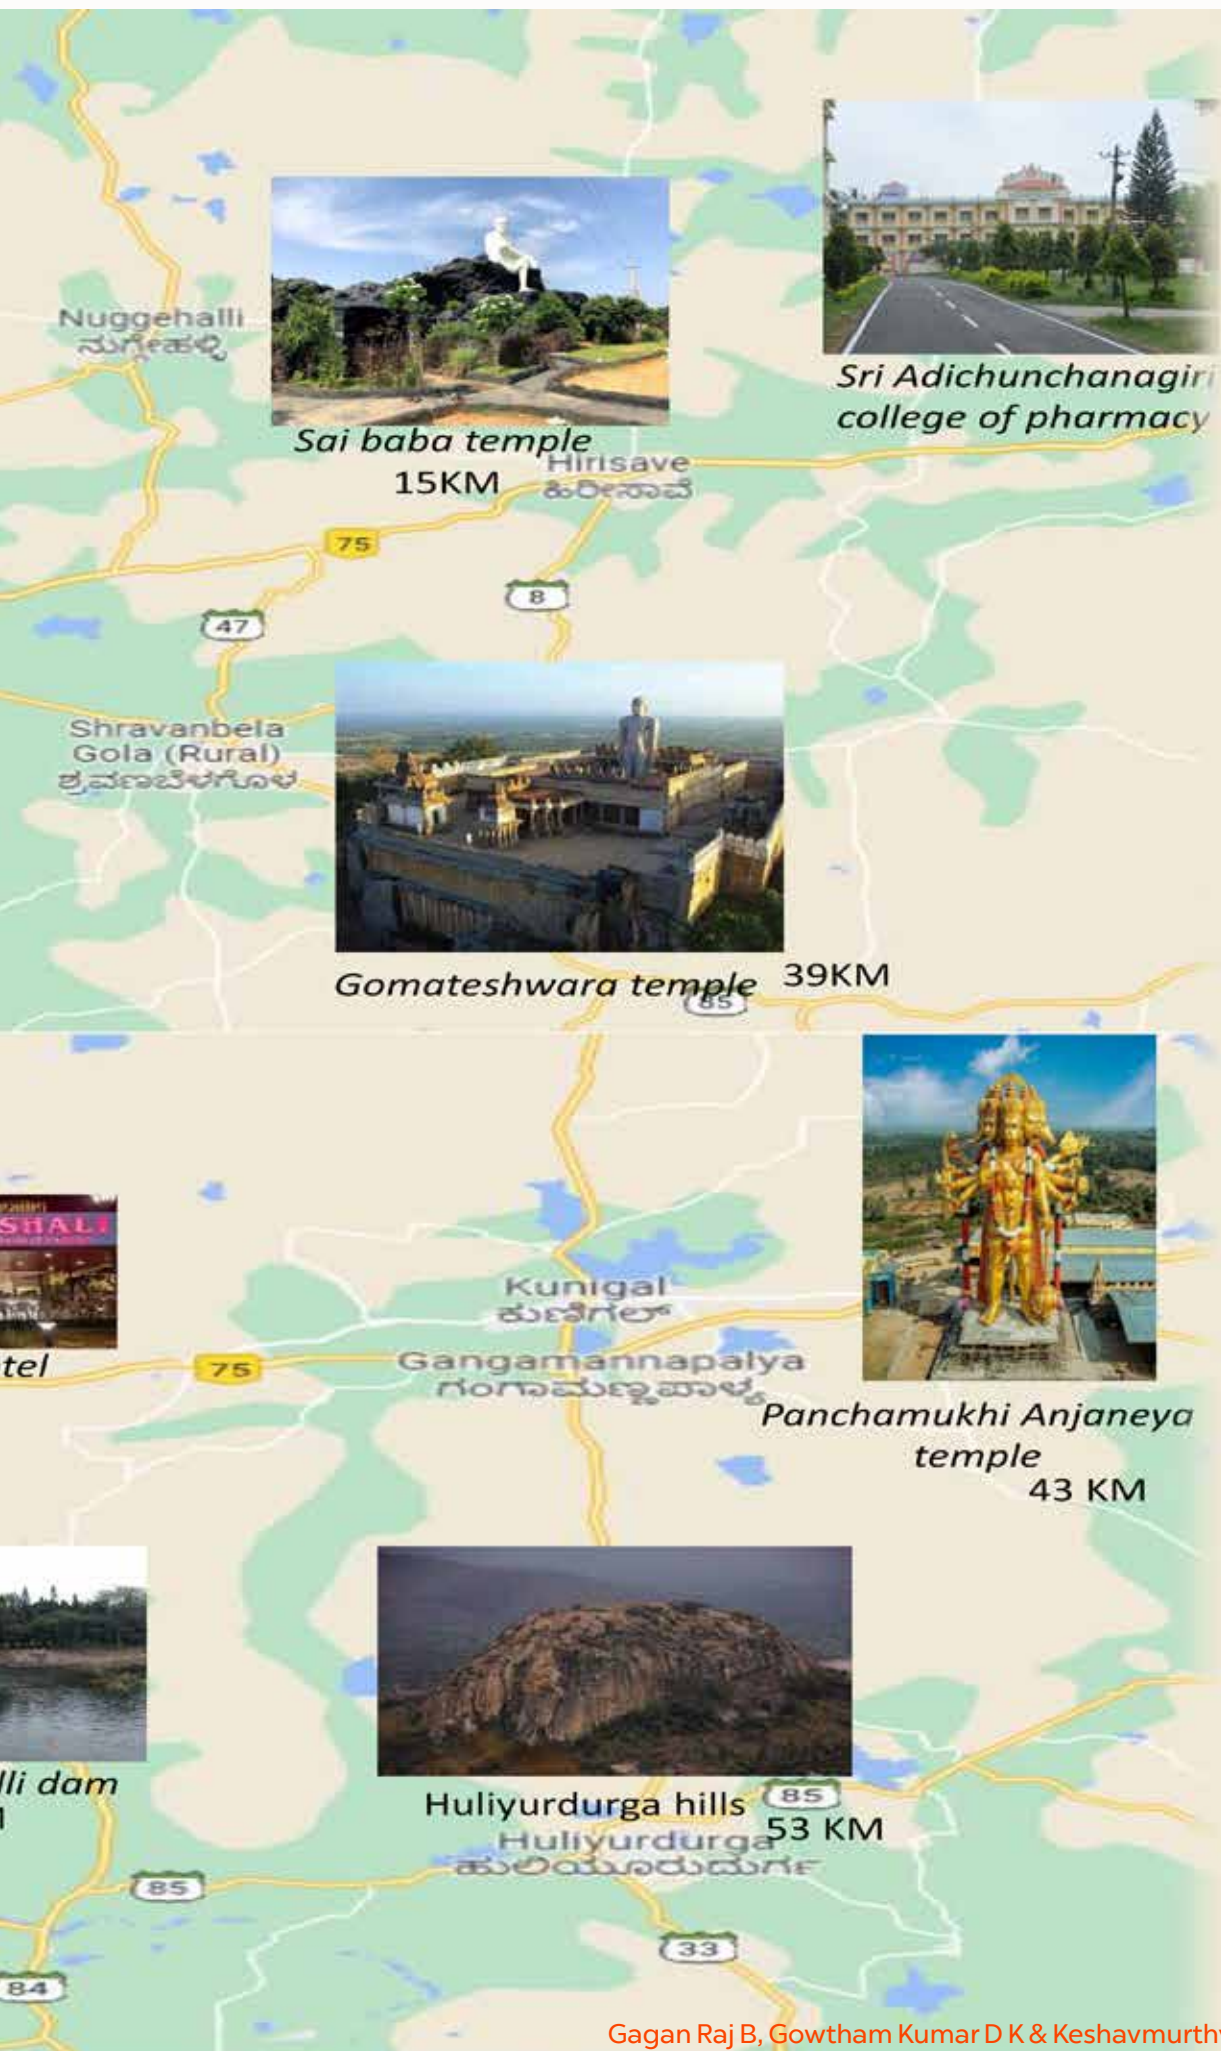 Nuggehalli
ನುಗ್ಗೇಹಳ್ಳಿ
Sri Adichunchanagiri
college of pharmacy
Sai baba temple
15KM
Hirisave
ಹಿರೀಸಾವೆ
75
8
47
Shravanbela
Gola (Rural)
ಶ್ರವಣಬೆಳಗೊಳ
Gomateshwara temple
39KM
85
SHALI
Kunigal
ಕುಣಿಗಲ್
tel
75
Gangamannapalya
ಗಂಗಾಮಣ್ಣಪಾಳ್ಯ
Panchamukhi Anjaneya
temple
43 KM
lli dam
Huliyurdurga hills
85
53 KM
Huliyurdurga
ಹುಲಿಯೂರುದುರ್ಗ
85
33
84
Gagan Raj B, Gowtham Kumar D K & Keshavmurthy